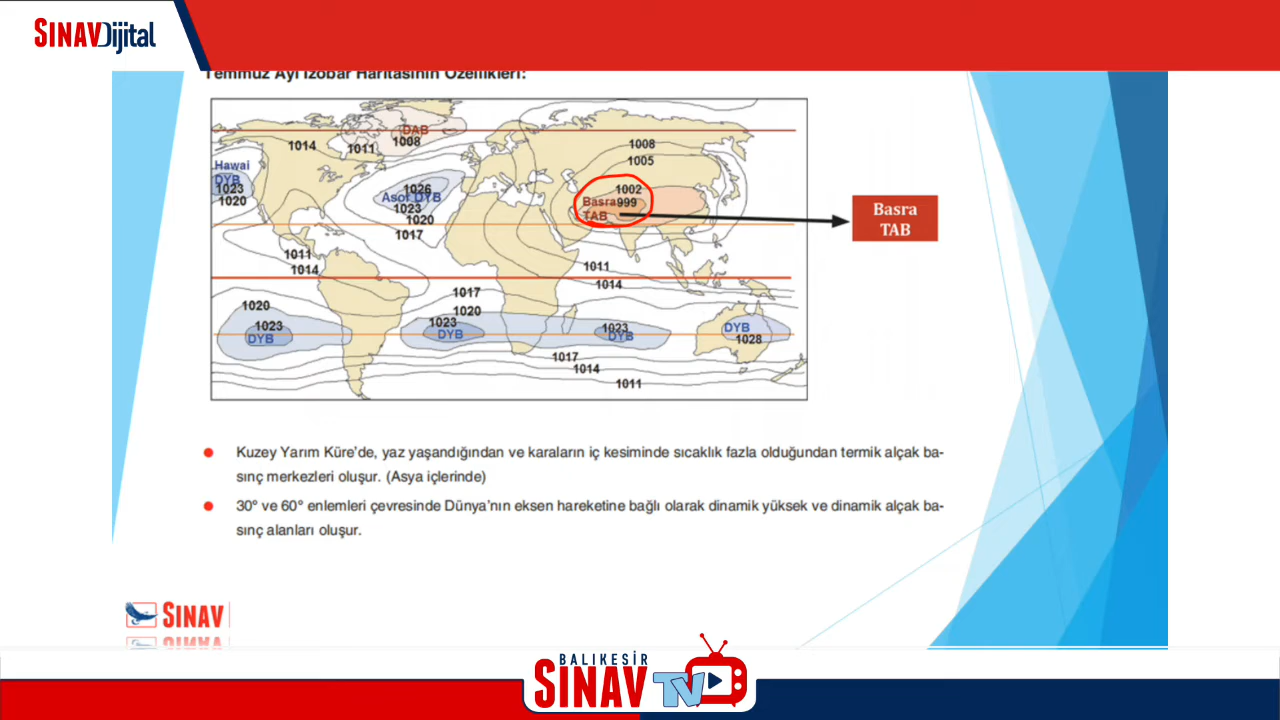 SINAVDijital
Temmuz Ayı İzobar Haritasının Özellikleri:
DAB
1014
1011
1008
1008
1005
Hawai
DYB
1023
1020
1026
Asor DYB
1023
1020
1017
1002
Basra 999
TAB
Basra
TAB
1011
1014
1011
1014
1017
1020
1020
1023
DYB
1023
DYB
1023
DYB
DYB
1028
1017
1014
1011
Kuzey Yarım Küre'de, yaz yaşandığından ve karaların iç kesiminde sıcaklık fazla olduğundan termik alçak ba-
sınç merkezleri oluşur. (Asya içlerinde)
30° ve 60° enlemleri çevresinde Dünya'nın eksen hareketine bağlı olarak dinamik yüksek ve dinamik alçak ba-
sınç alanları oluşur.
SINAV
BALIKESİR
SINAV TV